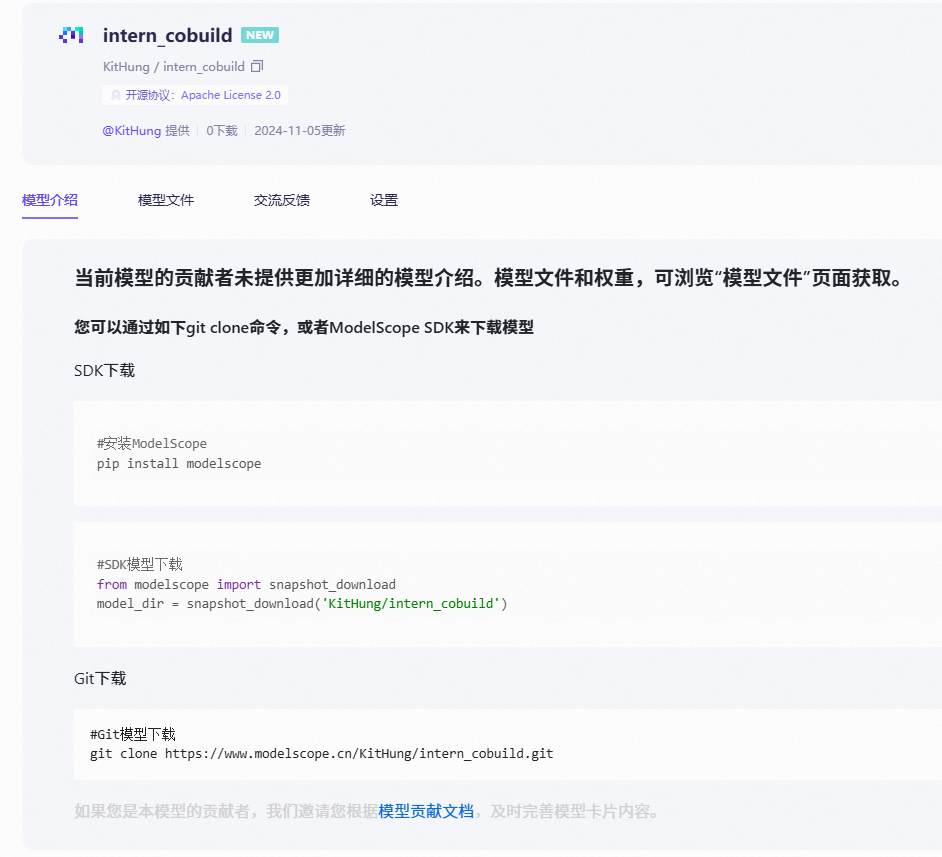 intern_cobuild NEW
KitHung / intern_cobuild
开源协议：Apache License 2.0
@KitHung 提供 0下载 2024-11-05更新
模型介绍 模型文件 交流反馈 设置
当前模型的贡献者未提供更加详细的模型介绍。模型文件和权重，可浏览“模型文件”页面获取。
您可以通过如下git clone命令，或者ModelScope SDK来下载模型
SDK下载
#安装ModelScope
pip install modelscope
#SDK模型下载
from modelscope import snapshot_download
model_dir = snapshot_download('KitHung/intern_cobuild')
Git下载
#Git模型下载
git clone https://www.modelscope.cn/KitHung/intern_cobuild.git
如果您是本模型的贡献者，我们邀请您根据模型贡献文档，及时完善模型卡片内容。